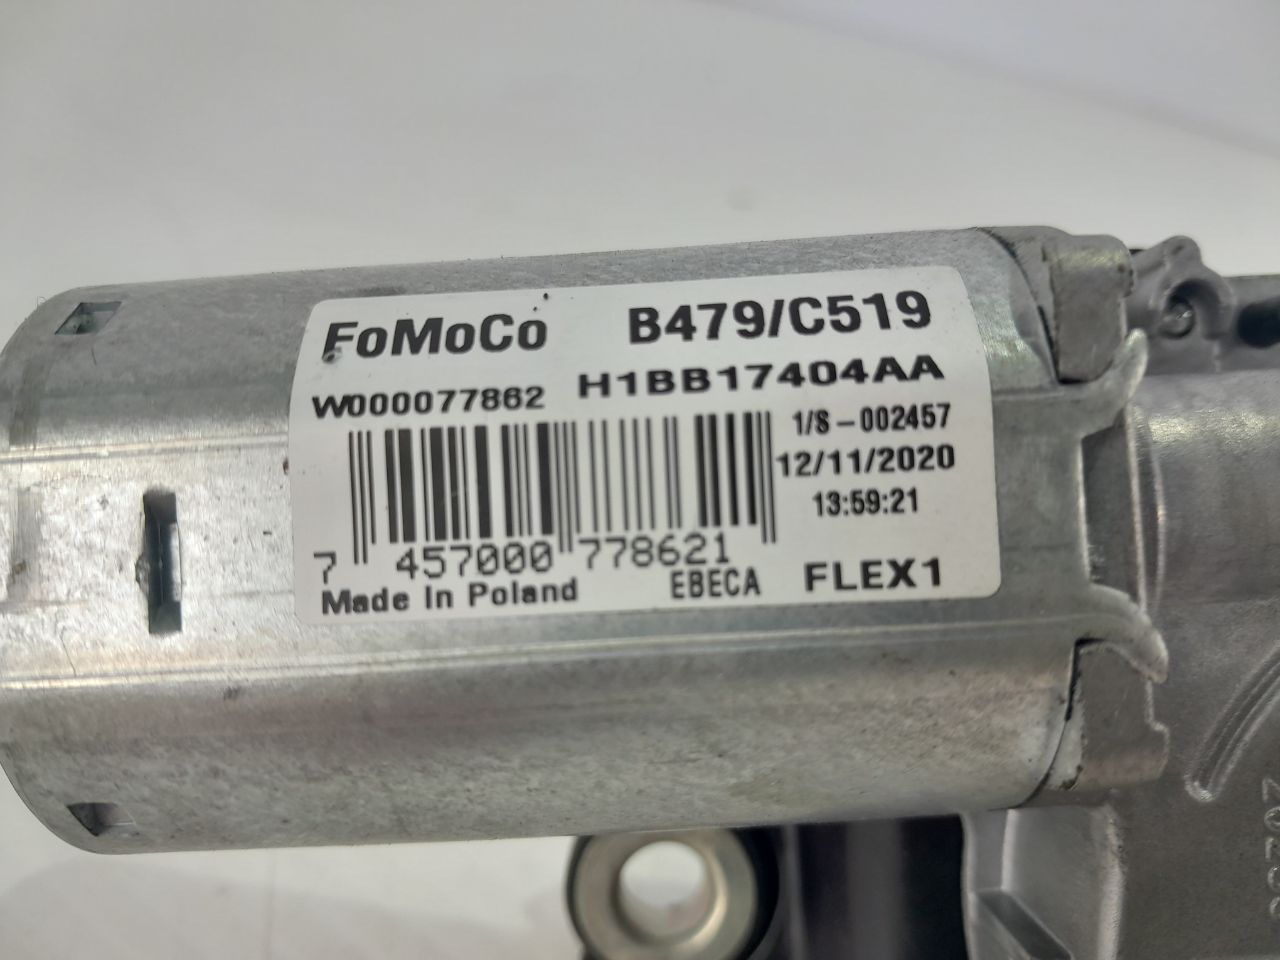 FoMoCo B479/C519
W000077862 H1BB17404AA
1/S-002457
12/11/2020
13:59:21
7 457000 778621
Made In Poland EBECA FLEX1